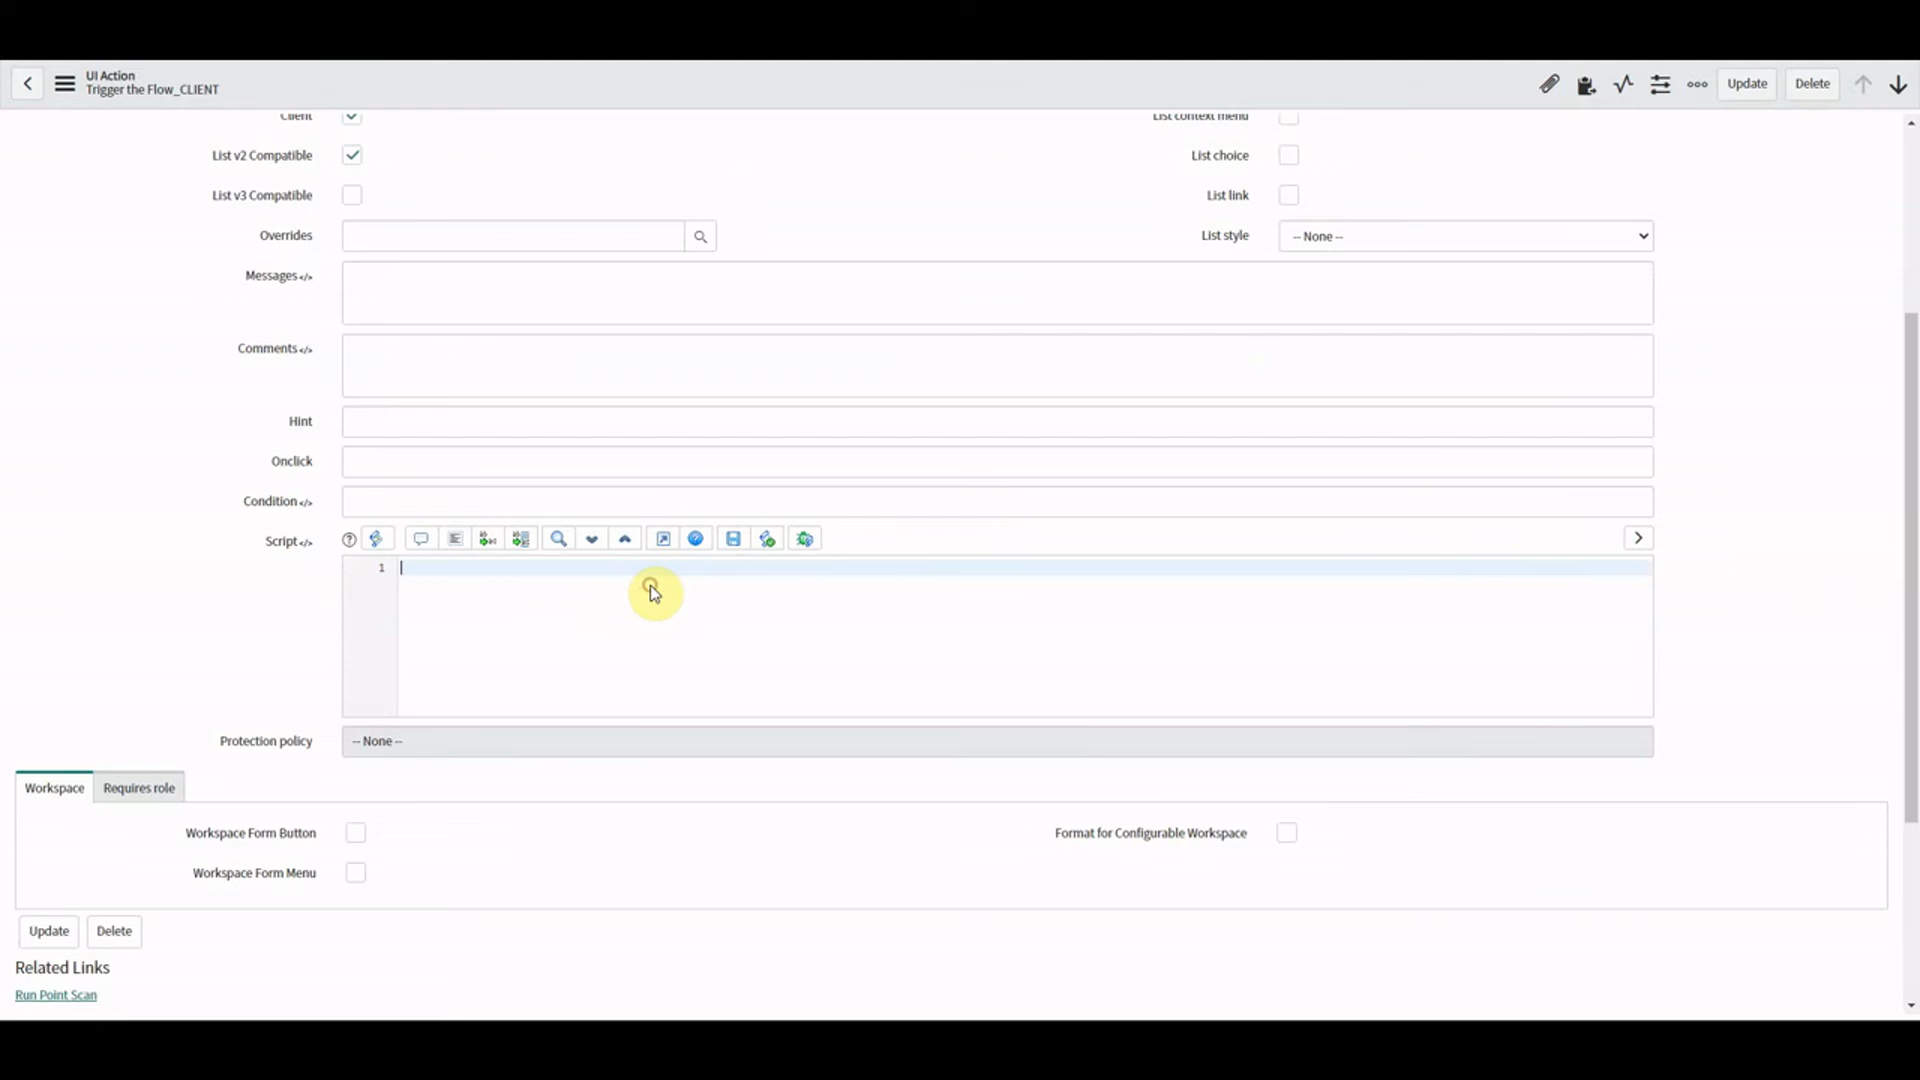 UI Action
Trigger the Flow_CLIENT
Update
Delete
Client
List context menu
List v2 Compatible
List choice
List v3 Compatible
List link
Overrides
List style
-- None --
Messages
Comments
Hint
Onclick
Condition
Script
1
Protection policy
-- None --
Workspace
Requires role
Workspace Form Button
Format for Configurable Workspace
Workspace Form Menu
Update
Delete
Related Links
Run Point Scan